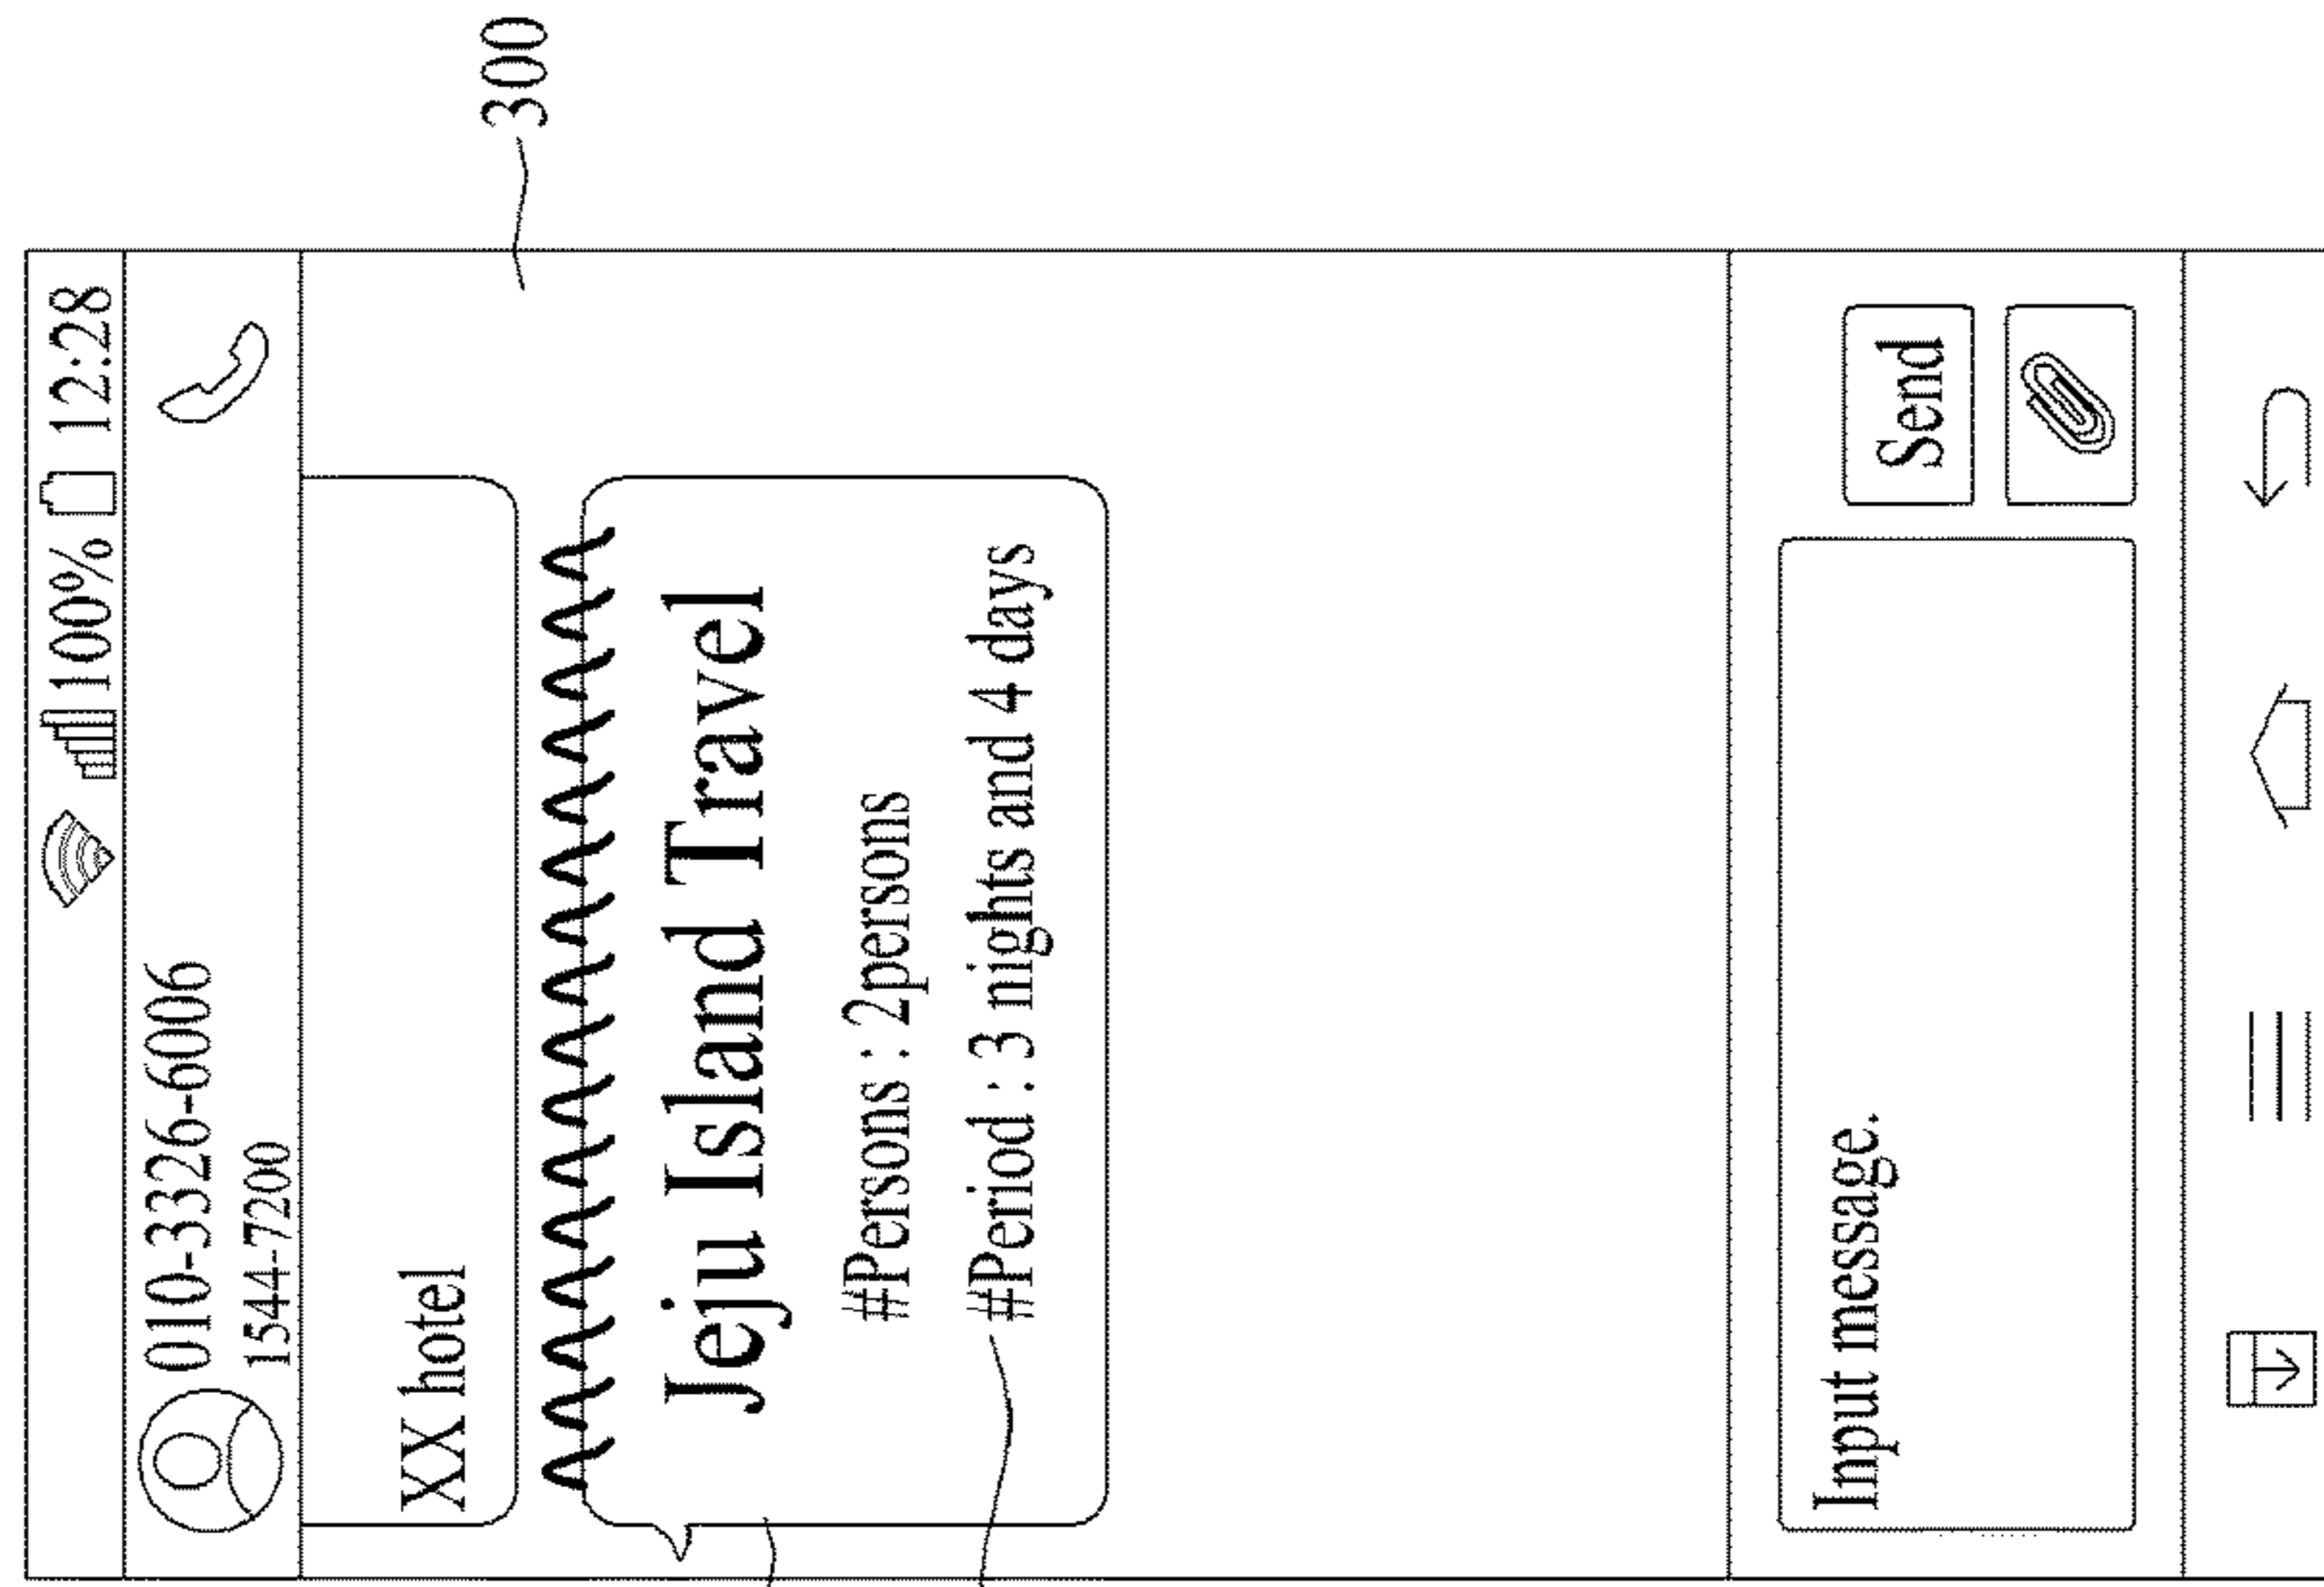 100% 12:28
010-3326-6006
1544-7200
XX hotel
Jeju Island Travel
#Persons : 2persons
#Period : 3 nights and 4 days
Input message.
Send
300